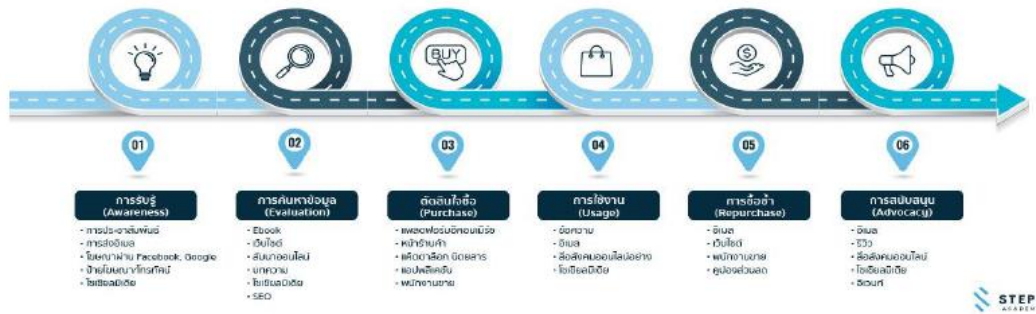 BUY
01
02
03
04
05
06
การรับรู้
(Awareness)
- การประชาสัมพันธ์
- การส่งอีเมล
- โฆษณาผ่าน Facebook, Google
- ป้ายโฆษณา/โทรทัศน์
- โซเชียลมีเดีย
การค้นหาข้อมูล
(Evaluation)
- Ebook
- เว็บไซต์
- สัมนาออนไลน์
- บทความ
- โซเชียลมีเดีย
- SEO
ตัดสินใจซื้อ
(Purchase)
- แพลตฟอร์มอีคอมเมิร์ซ
- หน้าร้านค้า
- แค็ตตาล็อก นิตยสาร
- แอปพลิเคชัน
- พนักงานขาย
การใช้งาน
(Usage)
- ข้อความ
- อีเมล
- สื่อสังคมออนไลน์อย่าง
- โซเชียลมีเดีย
การซื้อซ้ำ
(Repurchase)
- อีเมล
- เว็บไซต์
- พนักงานขาย
- คูปองส่วนลด
การสนับสนุน
(Advocacy)
- อีเมล
- รีวิว
- สื่อสังคมออนไลน์
- โซเชียลมีเดีย
- อีเวนท์
STEP